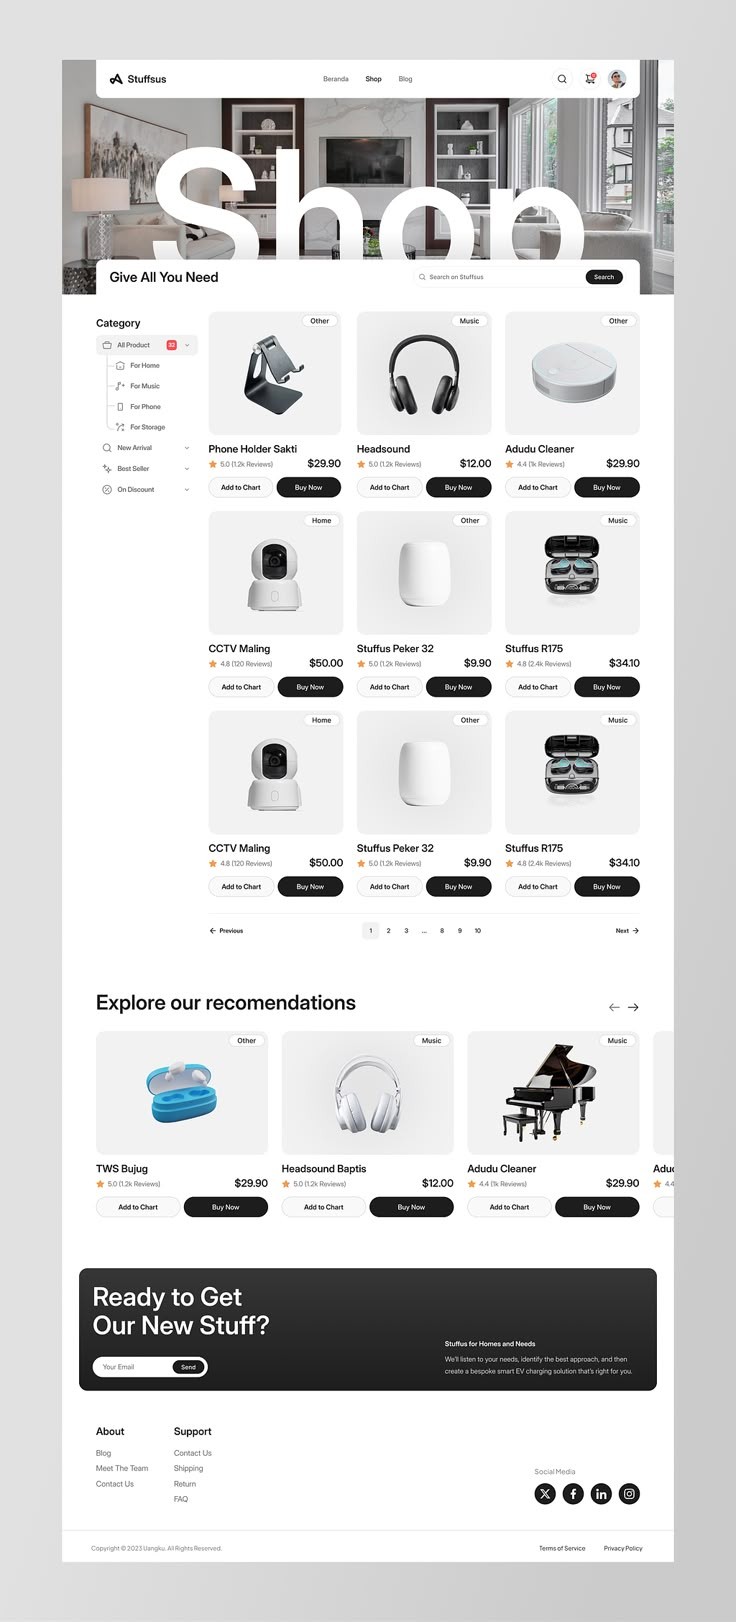 Stuffsus
Beranda
Shop
Blog
Shop
Give All You Need
Search on Stuffsus
Search
Category
All Product
32
For Home
For Music
For Phone
For Storage
New Arrival
Best Seller
On Discount
Other
Phone Holder Sakti
5.0 (1.2k Reviews)
$29.90
Add to Chart
Buy Now
Music
Headsound
5.0 (1.2k Reviews)
$12.00
Add to Chart
Buy Now
Other
Adudu Cleaner
4.4 (1k Reviews)
$29.90
Add to Chart
Buy Now
Home
CCTV Maling
4.8 (120 Reviews)
$50.00
Add to Chart
Buy Now
Other
Stuffus Peker 32
5.0 (1.2k Reviews)
$9.90
Add to Chart
Buy Now
Music
Stuffus R175
4.8 (2.4k Reviews)
$34.10
Add to Chart
Buy Now
Home
CCTV Maling
4.8 (120 Reviews)
$50.00
Add to Chart
Buy Now
Other
Stuffus Peker 32
5.0 (1.2k Reviews)
$9.90
Add to Chart
Buy Now
Music
Stuffus R175
4.8 (2.4k Reviews)
$34.10
Add to Chart
Buy Now
Previous
1 2 3 ... 8 9 10
Next
Explore our recomendations
Other
TWS Bujug
5.0 (1.2k Reviews)
$29.90
Add to Chart
Buy Now
Music
Headsound Baptis
5.0 (1.2k Reviews)
$12.00
Add to Chart
Buy Now
Music
Adudu Cleaner
4.4 (1k Reviews)
$29.90
Add to Chart
Buy Now
Aduc
4.4
Ready to Get
Our New Stuff?
Your Email
Send
Stuffus for Homes and Needs
We'll listen to your needs, identify the best approach, and then
create a bespoke smart EV charging solution that's right for you.
About
Blog
Meet The Team
Contact Us
Support
Contact Us
Shipping
Return
FAQ
Social Media
Copyright © 2023 Uangku. All Rights Reserved.
Terms of Service
Privacy Policy